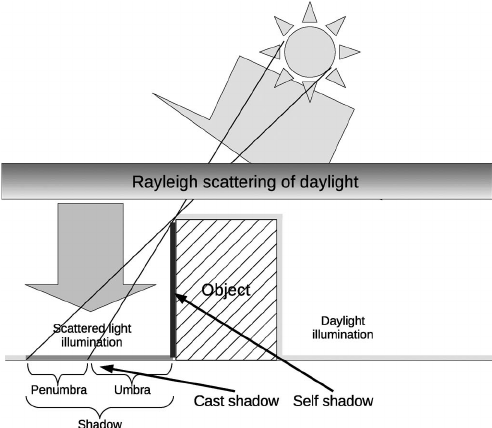 Rayleigh scattering of daylight
Object
Scattered light
illumination
Daylight
illumination
Penumbra
Umbra
Cast shadow
Self shadow
Shadow